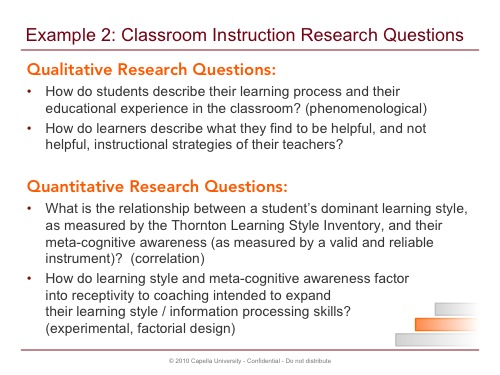 Example 2: Classroom Instruction Research Questions
Qualitative Research Questions:
• How do students describe their learning process and their
educational experience in the classroom? (phenomenological)
• How do learners describe what they find to be helpful, and not
helpful, instructional strategies of their teachers?
Quantitative Research Questions:
• What is the relationship between a student’s dominant learning style,
as measured by the Thornton Learning Style Inventory, and their
meta-cognitive awareness (as measured by a valid and reliable
instrument)? (correlation)
• How do learning style and meta-cognitive awareness factor
into receptivity to coaching intended to expand
their learning style / information processing skills?
(experimental, factorial design)
© 2010 Capella University - Confidential - Do not distribute